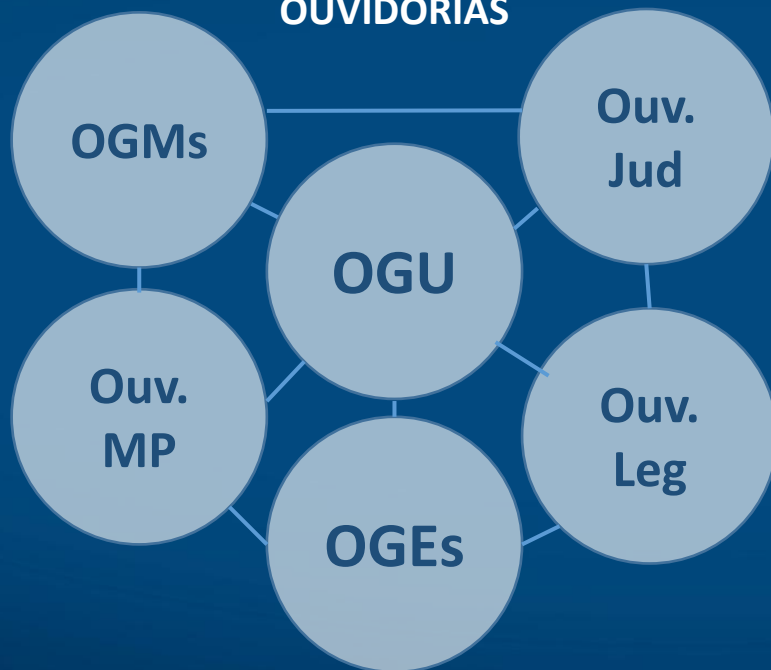 OUVIDORIAS
OGMs
Ouv.
Jud
OGU
Ouv.
MP
Ouv.
Leg
OGEs